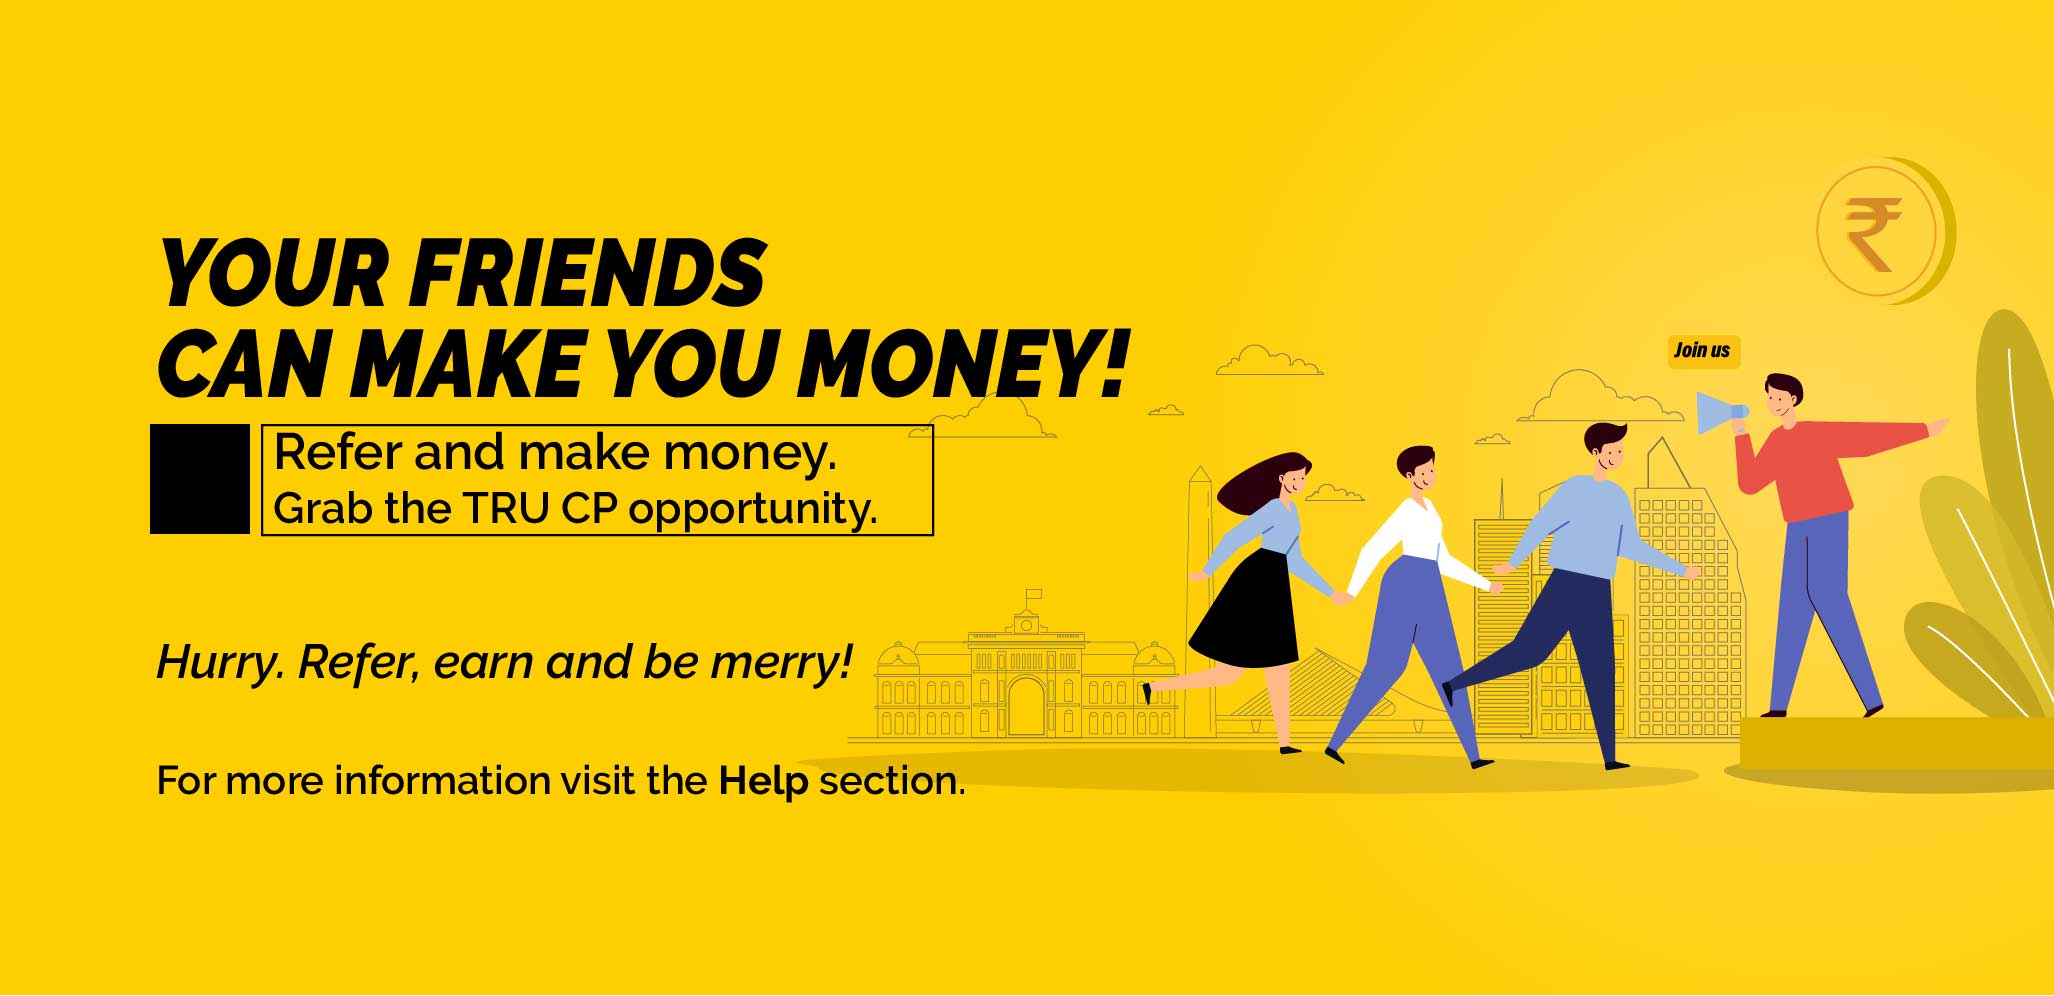 YOUR FRIENDS
CAN MAKE YOU MONEY!
Refer and make money.
Grab the TRU CP opportunity.
Hurry. Refer, earn and be merry!
For more information visit the Help section.
Join us
₹